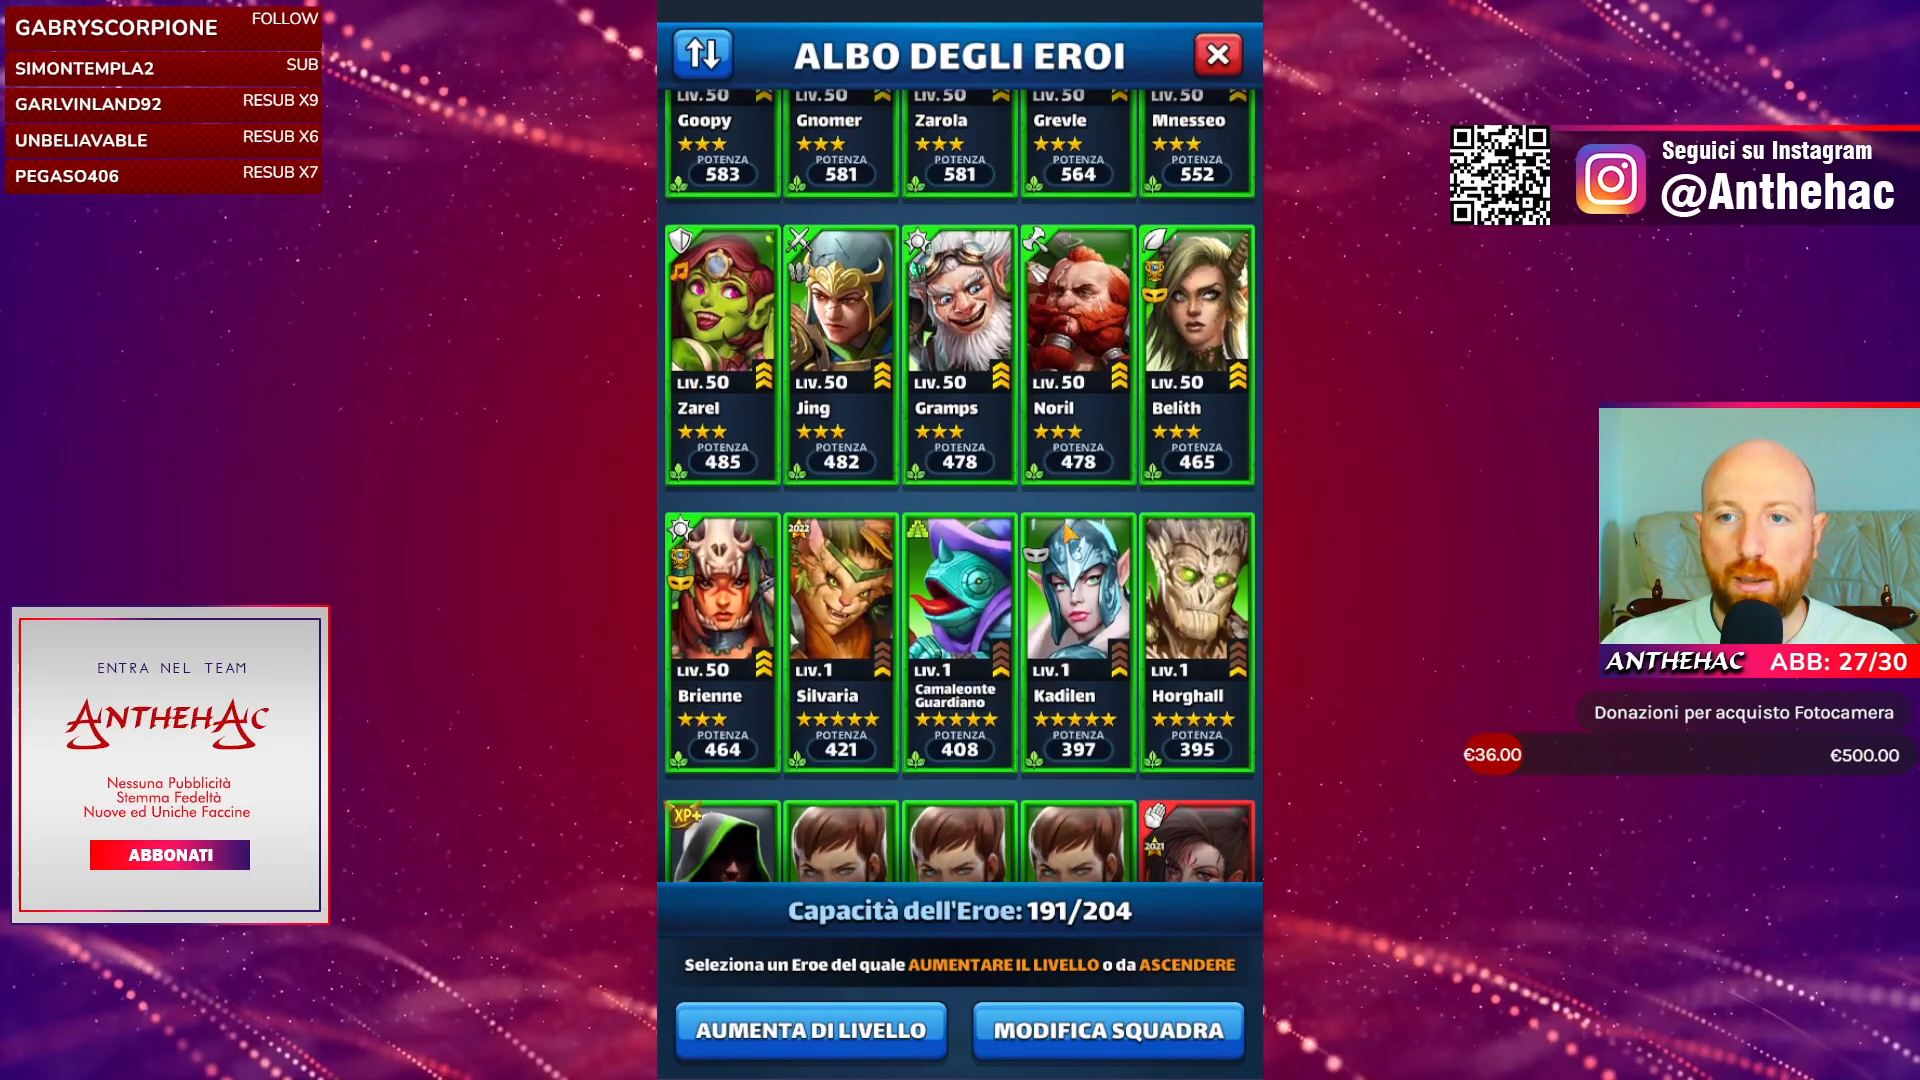 GABRYSCORPIONE FOLLOW
SIMONTEMPLA2 SUB
GARLVINLAND92 RESUB X9
UNBELIAVABLE RESUB X6
PEGASO406 RESUB X7
ALBO DEGLI EROI
LIV.50 LIV.50 LIV.50 LIV.50 LIV.50
Goopy Gnomer Zarola Grevle Mnesseo
POTENZA POTENZA POTENZA POTENZA POTENZA
583 581 581 564 552
LIV.50 LIV.50 LIV.50 LIV.50 LIV.50
Zarel Jing Gramps Noril Belith
POTENZA POTENZA POTENZA POTENZA POTENZA
485 482 478 478 465
2022
LIV.50 LIV.1 LIV.1 LIV.1 LIV.1
Brienne Silvaria Camaleonte Guardiano Kadilen Horghall
POTENZA POTENZA POTENZA POTENZA POTENZA
464 421 408 397 395
XP+
2021
Capacità dell'Eroe: 191/204
Seleziona un Eroe del quale AUMENTARE IL LIVELLO o da ASCENDERE
AUMENTA DI LIVELLO MODIFICA SQUADRA
ENTRA NEL TEAM
ANTHEHAC
Nessuna Pubblicità
Stemma Fedeltà
Nuove ed Uniche Faccine
ABBONATI
Seguici su Instagram
@Anthehac
ANTHEHAC ABB: 27/30
Donazioni per acquisto Fotocamera
€36.00 €500.00